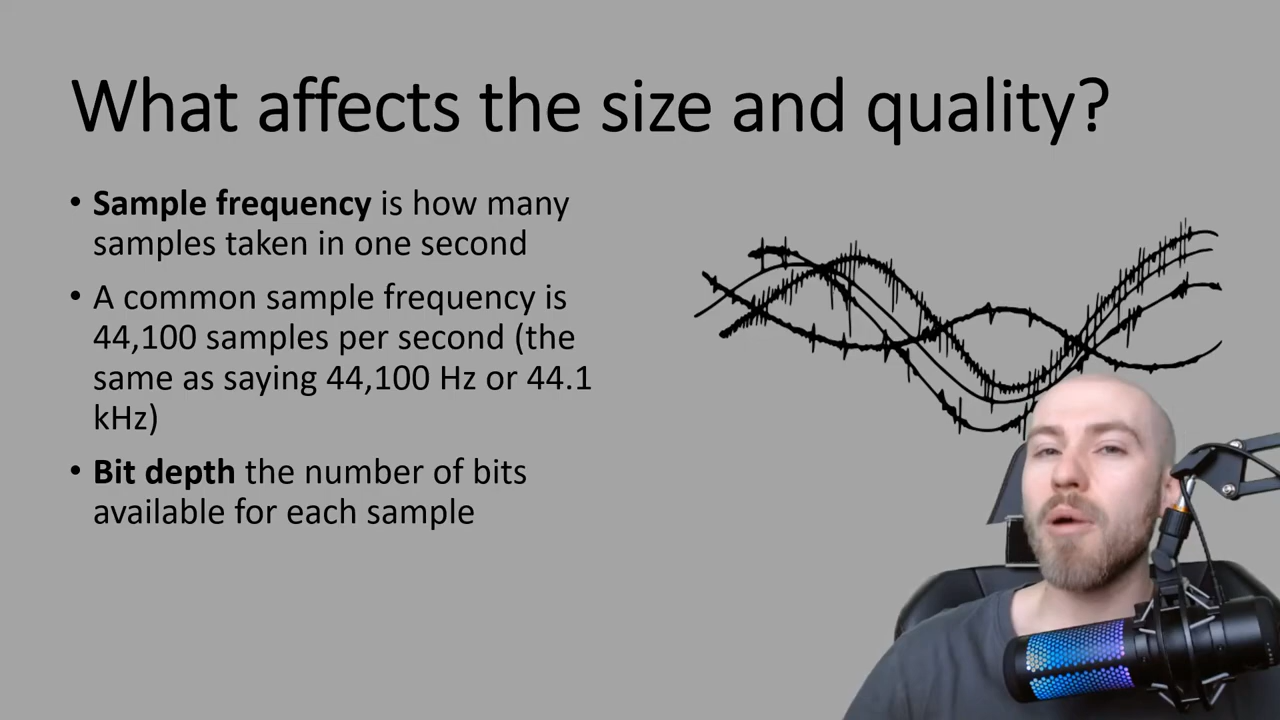 What affects the size and quality?
• Sample frequency is how many
samples taken in one second
• A common sample frequency is
44,100 samples per second (the
same as saying 44,100 Hz or 44.1
kHz)
• Bit depth the number of bits
available for each sample